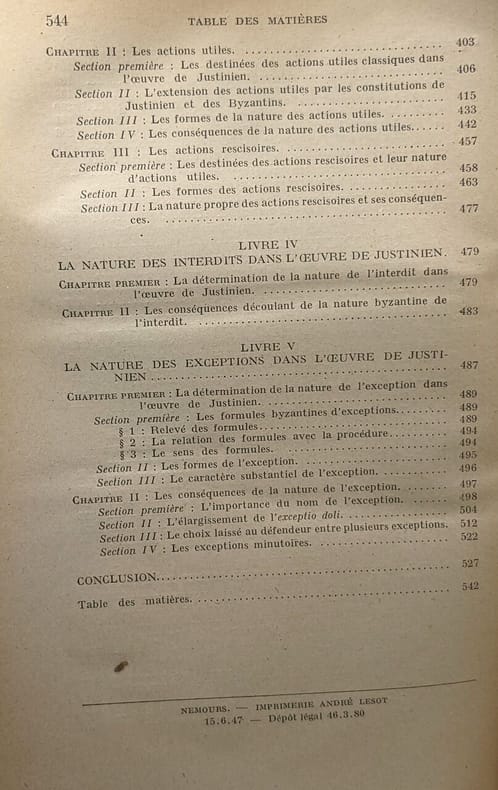 544 TABLE DES MATIÈRES
CHAPITRE II : Les actions utiles. 403
Section première : Les destinées des actions utiles classiques dans
l'œuvre de Justinien. 406
Section II : L'extension des actions utiles par les constitutions de
Justinien et des Byzantins. 415
Section III : Les formes de la nature des actions utiles. 433
Section IV : Les conséquences de la nature des actions utiles..... 442
CHAPITRE III : Les actions rescisoires. 457
Section première : Les destinées des actions rescisoires et leur nature
d'actions utiles. 458
Section II : Les formes des actions rescisoires. 463
Section III : La nature propre des actions rescisoires et ses conséquen-
ces. 477
LIVRE IV
LA NATURE DES INTERDITS DANS L'ŒUVRE DE JUSTINIEN. 479
CHAPITRE PREMIER : La détermination de la nature de l'interdit dans
l'œuvre de Justinien. 479
CHAPITRE II : Les conséquences découlant de la nature byzantine de
l'interdit. 483
LIVRE V
LA NATURE DES EXCEPTIONS DANS L'ŒUVRE DE JUSTI-
NIEN 487
CHAPITRE PREMIER : La détermination de la nature de l'exception dans
l'œuvre de Justinien. 489
Section première : Les formules byzantines d'exceptions. 489
§ 1 : Relevé des formules. 489
§ 2 : La relation des formules avec la procédure. 494
§ 3 : Le sens des formules. 494
Section II : Les formes de l'exception. 495
Section III : Le caractère substantiel de l'exception. 496
CHAPITRE II : Les conséquences de la nature de l'exception. 497
Section première : L'importance du nom de l'exception. 498
Section II : L'élargissement de l'exceptio doli. 504
Section III : Le choix laissé au défendeur entre plusieurs exceptions. 512
Section IV : Les exceptions minutoires. 522
CONCLUSION. 527
Table des matières. 542
NEMOURS. — IMPRIMERIE ANDRÉ LESOT
15.6.47 — Dépôt légal 46.3.80